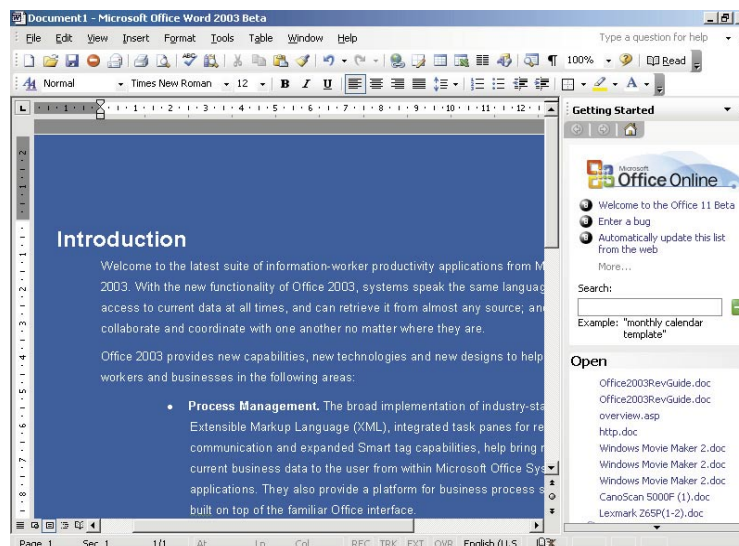 Document1 - Microsoft Office Word 2003 Beta
File Edit View Insert Format Tools Table Window Help Type a question for help
100% Read
Normal Times New Roman 12 B I U A
Getting Started
Microsoft
Office Online
Welcome to the Office 11 Beta
Enter a bug
Automatically update this list
from the web
More...
Search:
Example: "monthly calendar
template"
Open
Office2003RevGuide.doc
Office2003RevGuide.doc
overview.asp
http.doc
Windows Movie Maker 2.doc
Windows Movie Maker 2.doc
Windows Movie Maker 2.doc
CanoScan 5000F (1).doc
Lexmark Z65P(1-2).doc
Introduction
Welcome to the latest suite of information-worker productivity applications from M
2003. With the new functionality of Office 2003, systems speak the same languag
access to current data at all times, and can retrieve it from almost any source; and
collaborate and coordinate with one another no matter where they are.
Office 2003 provides new capabilities, new technologies and new designs to help
workers and businesses in the following areas:
• Process Management. The broad implementation of industry-sta
Extensible Markup Language (XML), integrated task panes for re
communication and expanded Smart tag capabilities, help bring
current business data to the user from within Microsoft Office Sys
applications. They also provide a platform for business process s
built on top of the familiar Office interface.
Page 1 Sec 1 1/1 At Ln Col REC TRK EXT OVR English (U.S